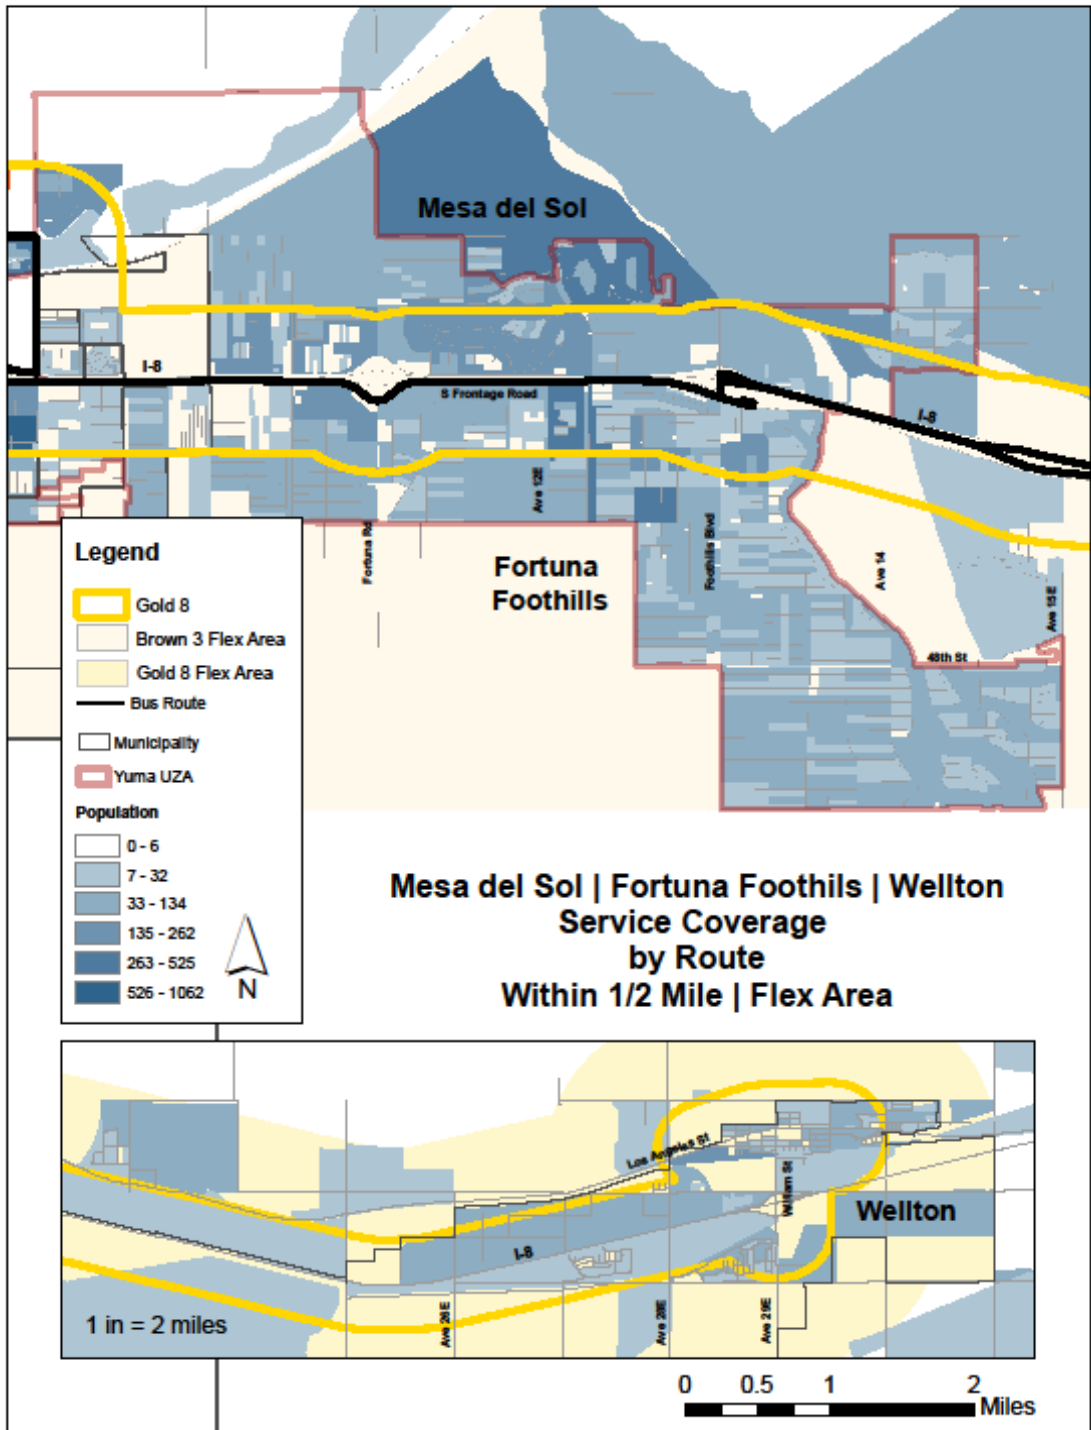 Mesa del Sol
I-8
S Frontage Road
I-8
Ave 12E
Fortuna Rd
Foothills Blvd
Ave 14
Ave 15E
Fortuna
Foothills
48th St
Legend
Gold 8
Brown 3 Flex Area
Gold 8 Flex Area
Bus Route
Municipality
Yuma UZA
Population
0 - 6
7 - 32
33 - 134
135 - 262
263 - 525
526 - 1062
N
Mesa del Sol | Fortuna Foothils | Wellton
Service Coverage
by Route
Within 1/2 Mile | Flex Area
Los Angeles St
William St
Wellton
I-8
Ave 26E
Ave 28E
Ave 29E
1 in = 2 miles
0 0.5 1 2
Miles